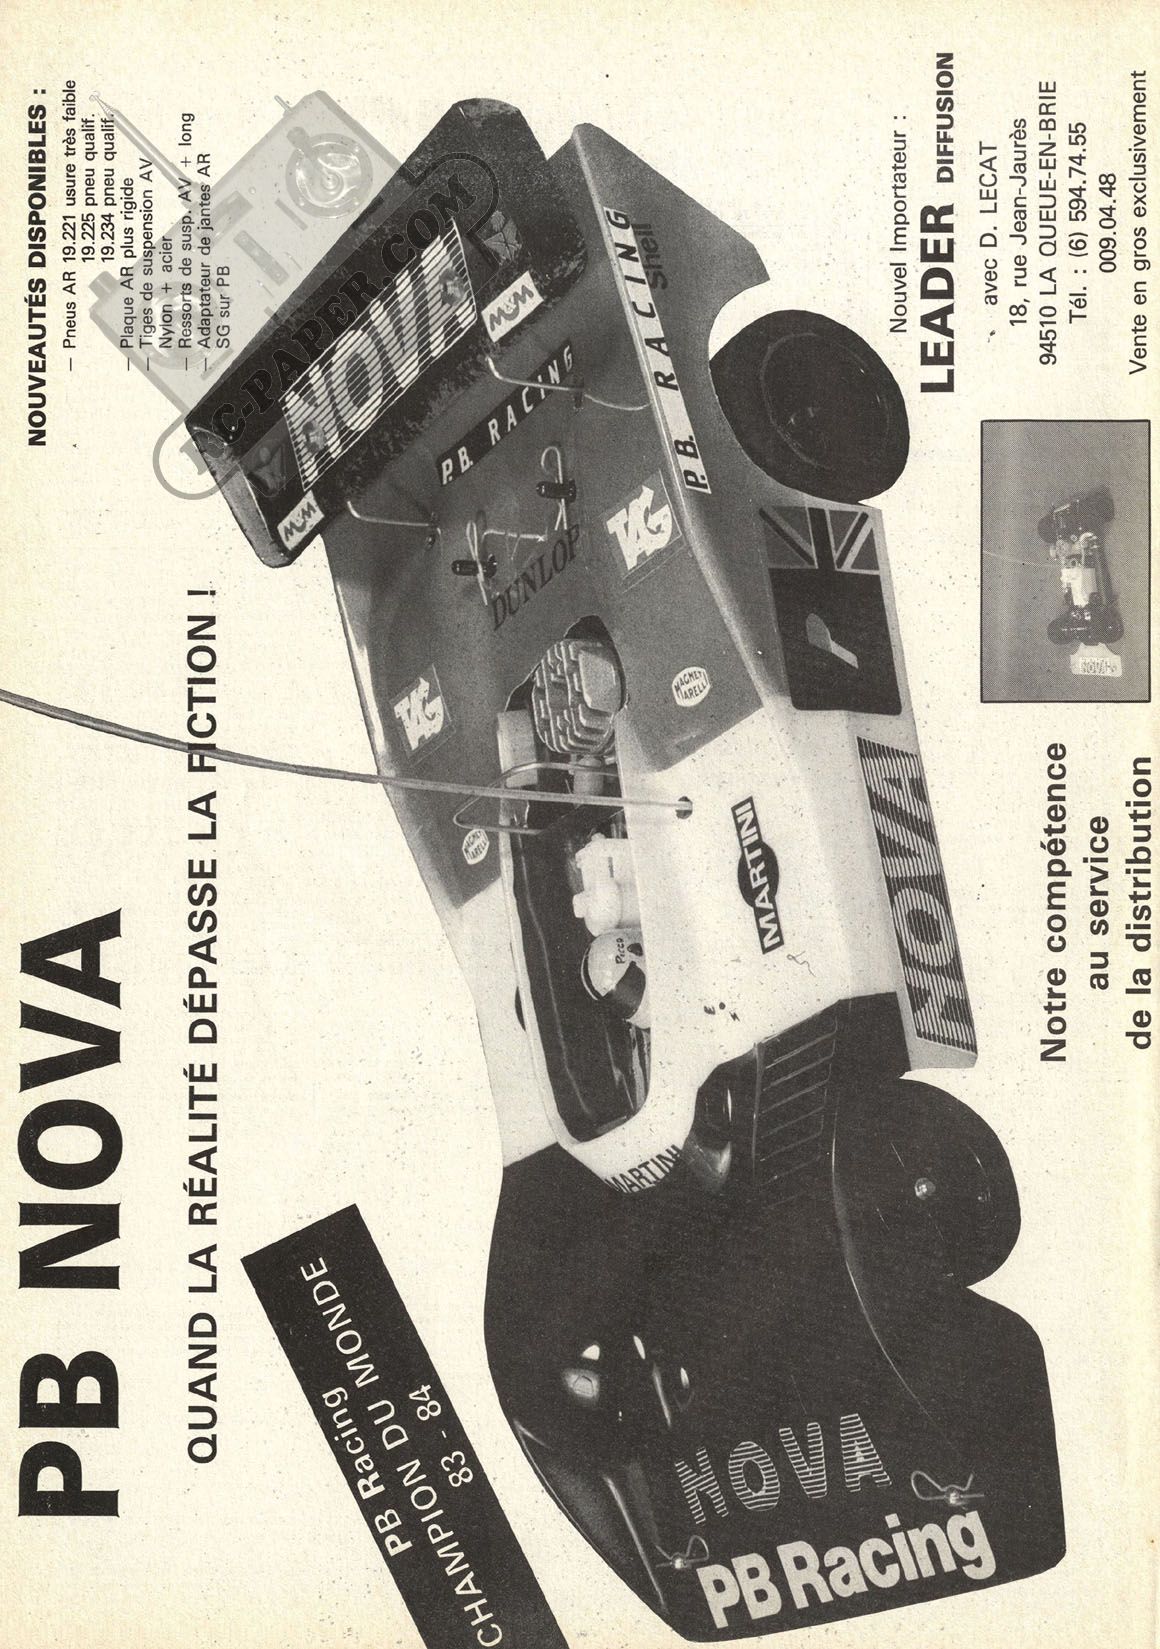 PB NOVA
QUAND LA RÉALITÉ DÉPASSE LA FICTION !
NOUVEAUTÉS DISPONIBLES :
— Pneus AR 19.221 usure très faible
19.225 pneu qualif.
19.234 pneu qualif.
— Plaque AR plus rigide
— Tiges de suspension AV
Nylon + acier
— Ressorts de susp. AV + long
— Adaptateur de jantes AR
SG sur PB
RC-PAPER.COM
PB Racing
CHAMPION DU MONDE
83 - 84
NOVA
M&M
M&M
P.B. RACING
P.B. RACING
Shell
DUNLOP
TAG
TAG
MAGNETI MARELLI
MAGNETI MARELLI
Picco
MARTINI
MARTINI
P
NOVA
NOVA
PB Racing
Notre compétence
au service
de la distribution
Nouvel Importateur :
LEADER DIFFUSION
avec D. LECAT
18, rue Jean-Jaurès
94510 LA QUEUE-EN-BRIE
Tél. : (6) 594.74.55
009.04.48
Vente en gros exclusivement